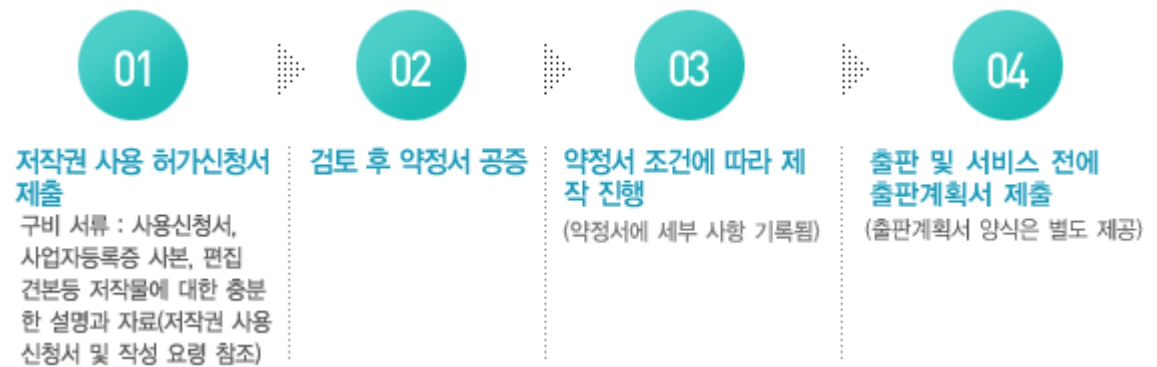 01
저작권 사용 허가신청서
제출
구비 서류 : 사용신청서,
사업자등록증 사본, 편집
견본등 저작물에 대한 충분
한 설명과 자료(저작권 사용
신청서 및 작성 요령 참조)
02
검토 후 약정서 공증
03
약정서 조건에 따라 제
작 진행
(약정서에 세부 사항 기록됨)
04
출판 및 서비스 전에
출판계획서 제출
(출판계획서 양식은 별도 제공)